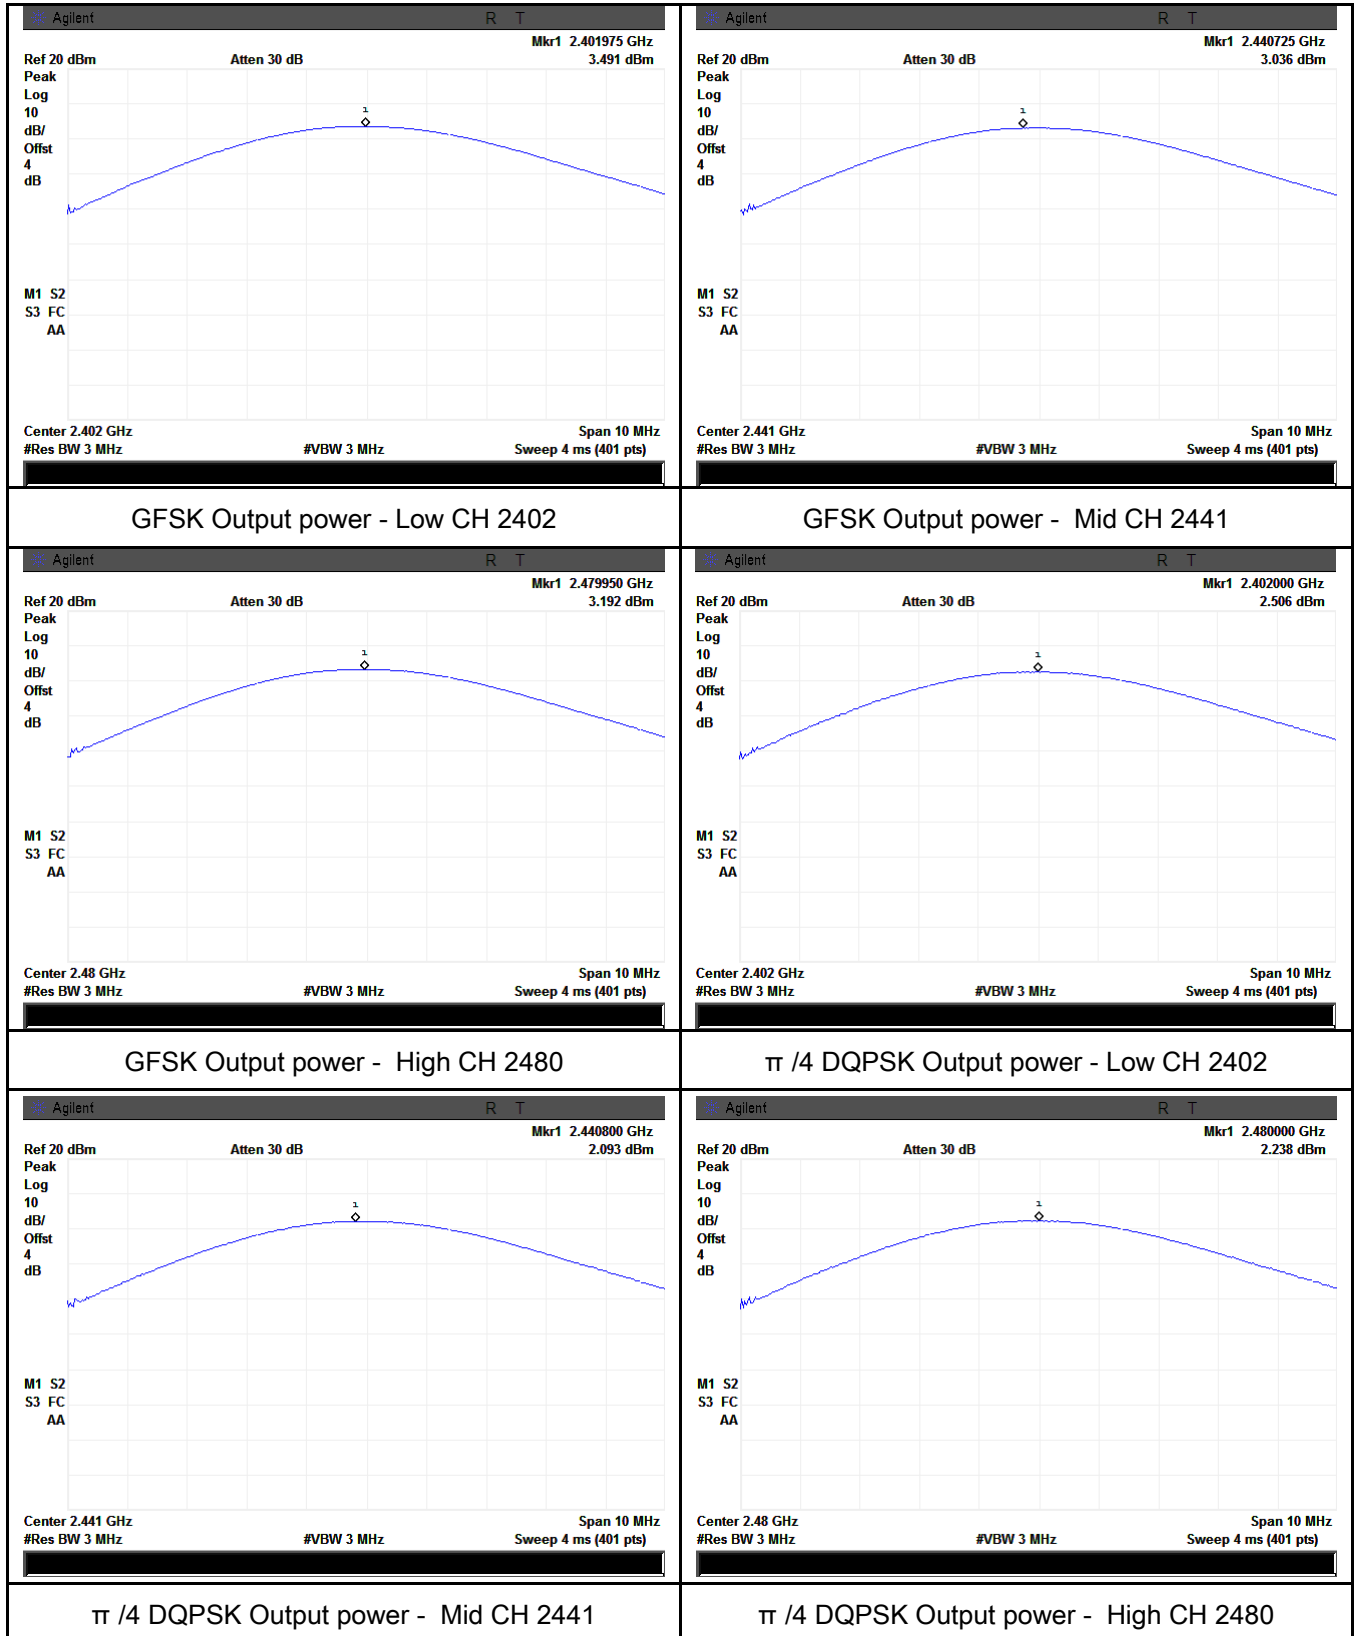 Agilent R T
Mkr1 2.401975 GHz
Ref 20 dBm Atten 30 dB 3.491 dBm
Peak
Log
10
dB/
Offst
4
dB
1
M1 S2
S3 FC
AA
Center 2.402 GHz Span 10 MHz
#Res BW 3 MHz #VBW 3 MHz Sweep 4 ms (401 pts)
GFSK Output power - Low CH 2402
Agilent R T
Mkr1 2.440725 GHz
Ref 20 dBm Atten 30 dB 3.036 dBm
Peak
Log
10
dB/
Offst
4
dB
1
M1 S2
S3 FC
AA
Center 2.441 GHz Span 10 MHz
#Res BW 3 MHz #VBW 3 MHz Sweep 4 ms (401 pts)
GFSK Output power - Mid CH 2441
Agilent R T
Mkr1 2.479950 GHz
Ref 20 dBm Atten 30 dB 3.192 dBm
Peak
Log
10
dB/
Offst
4
dB
1
M1 S2
S3 FC
AA
Center 2.48 GHz Span 10 MHz
#Res BW 3 MHz #VBW 3 MHz Sweep 4 ms (401 pts)
GFSK Output power - High CH 2480
Agilent R T
Mkr1 2.402000 GHz
Ref 20 dBm Atten 30 dB 2.506 dBm
Peak
Log
10
dB/
Offst
4
dB
1
M1 S2
S3 FC
AA
Center 2.402 GHz Span 10 MHz
#Res BW 3 MHz #VBW 3 MHz Sweep 4 ms (401 pts)
π /4 DQPSK Output power - Low CH 2402
Agilent R T
Mkr1 2.440800 GHz
Ref 20 dBm Atten 30 dB 2.093 dBm
Peak
Log
10
dB/
Offst
4
dB
1
M1 S2
S3 FC
AA
Center 2.441 GHz Span 10 MHz
#Res BW 3 MHz #VBW 3 MHz Sweep 4 ms (401 pts)
π /4 DQPSK Output power - Mid CH 2441
Agilent R T
Mkr1 2.480000 GHz
Ref 20 dBm Atten 30 dB 2.238 dBm
Peak
Log
10
dB/
Offst
4
dB
1
M1 S2
S3 FC
AA
Center 2.48 GHz Span 10 MHz
#Res BW 3 MHz #VBW 3 MHz Sweep 4 ms (401 pts)
π /4 DQPSK Output power - High CH 2480